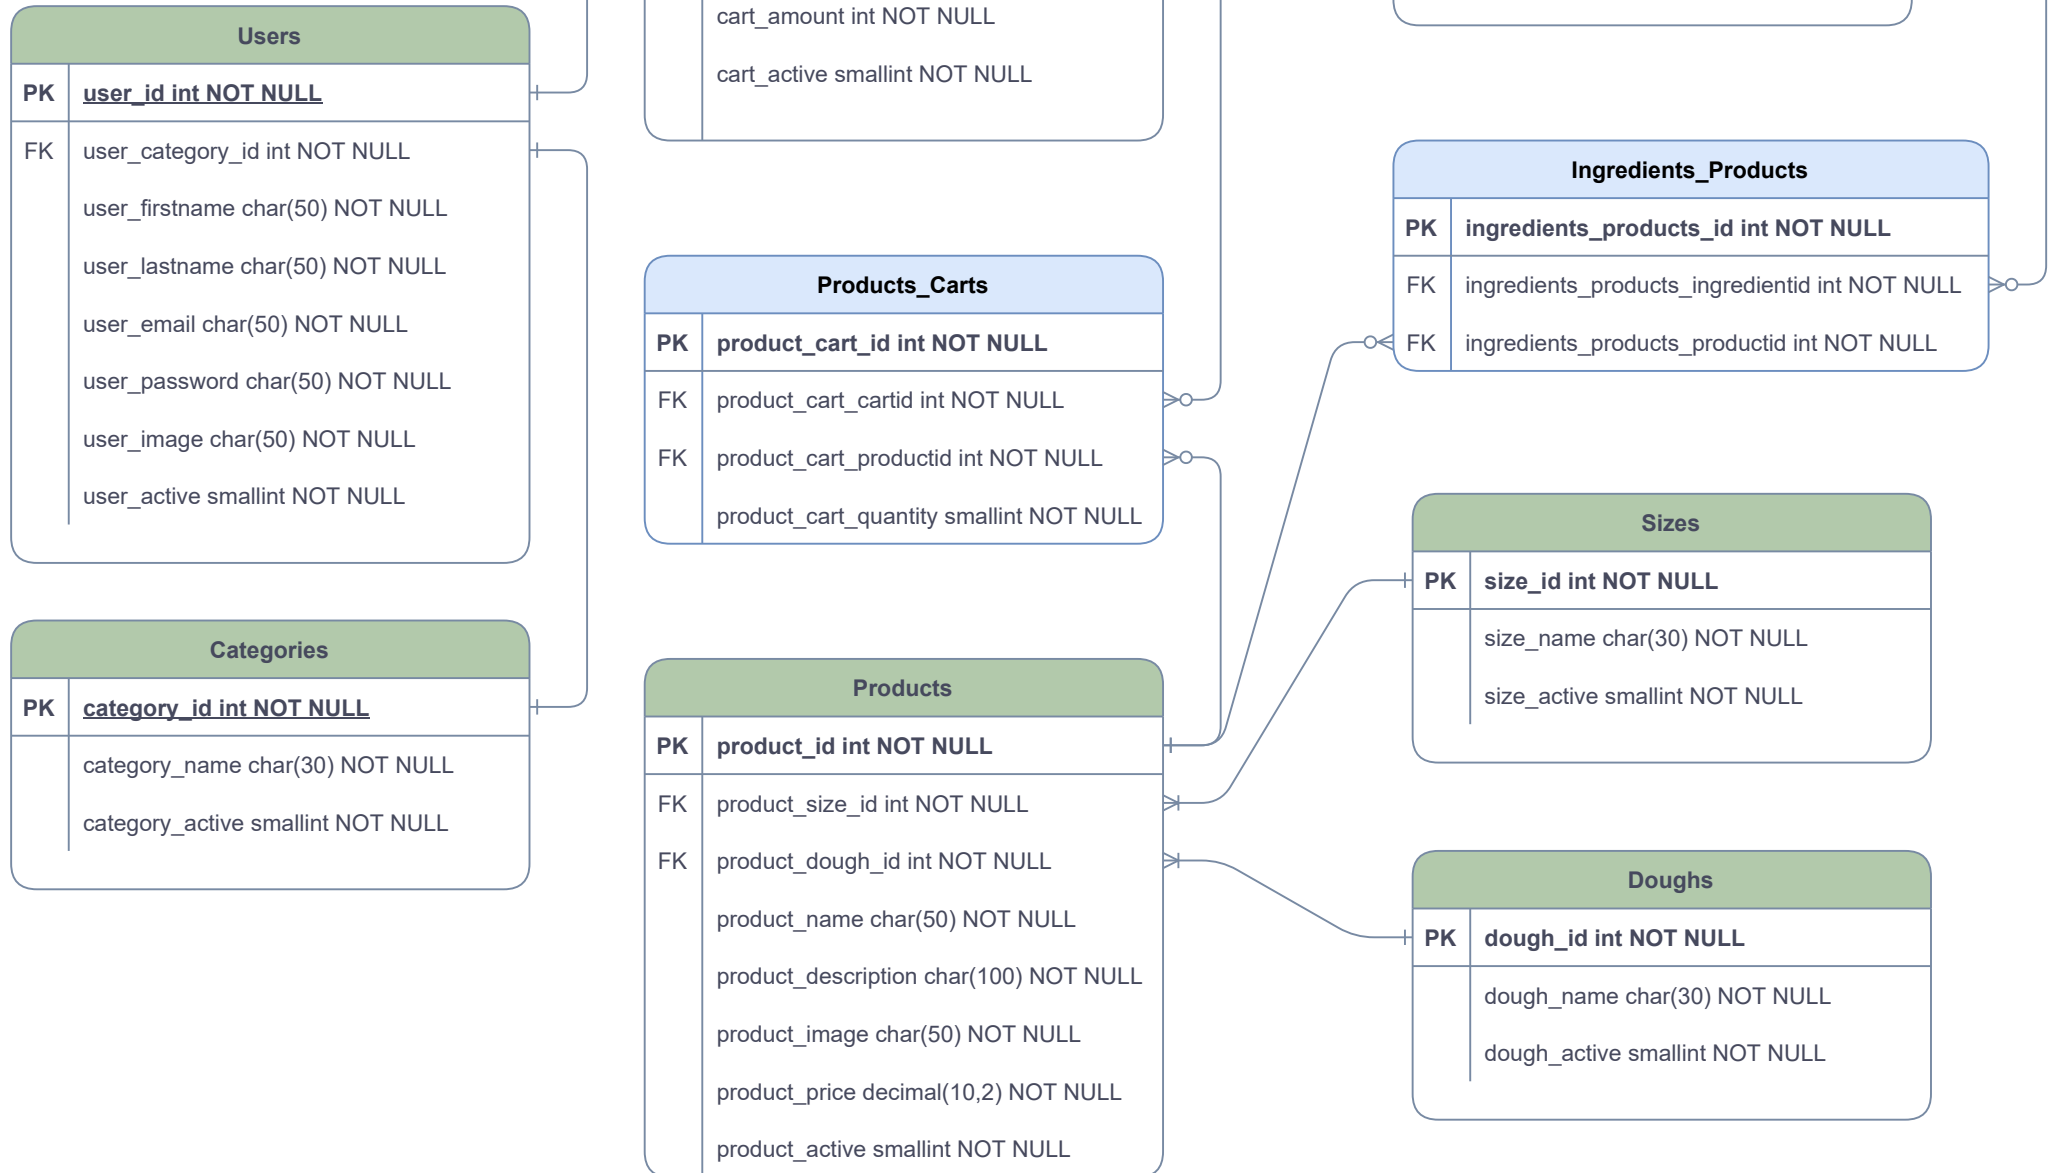 Users
PK user_id int NOT NULL
FK user_category_id int NOT NULL
user_firstname char(50) NOT NULL
user_lastname char(50) NOT NULL
user_email char(50) NOT NULL
user_password char(50) NOT NULL
user_image char(50) NOT NULL
user_active smallint NOT NULL
Categories
PK category_id int NOT NULL
category_name char(30) NOT NULL
category_active smallint NOT NULL
cart_amount int NOT NULL
cart_active smallint NOT NULL
Products_Carts
PK product_cart_id int NOT NULL
FK product_cart_cartid int NOT NULL
FK product_cart_productid int NOT NULL
product_cart_quantity smallint NOT NULL
Products
PK product_id int NOT NULL
FK product_size_id int NOT NULL
FK product_dough_id int NOT NULL
product_name char(50) NOT NULL
product_description char(100) NOT NULL
product_image char(50) NOT NULL
product_price decimal(10,2) NOT NULL
product_active smallint NOT NULL
Ingredients_Products
PK ingredients_products_id int NOT NULL
FK ingredients_products_ingredientid int NOT NULL
FK ingredients_products_productid int NOT NULL
Sizes
PK size_id int NOT NULL
size_name char(30) NOT NULL
size_active smallint NOT NULL
Doughs
PK dough_id int NOT NULL
dough_name char(30) NOT NULL
dough_active smallint NOT NULL